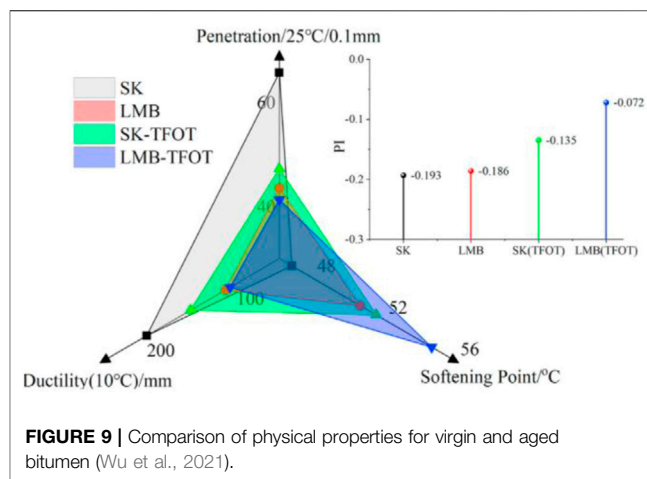 Penetration/25°C/0.1mm
SK
LMB
SK-TFOT
LMB-TFOT
60
40
48
52
56
100
200
Ductility(10°C)/mm
Softening Point/°C
0.0
-0.1
-0.2
-0.3
PI
-0.193
-0.186
-0.135
-0.072
SK
LMB
SK(TFOT)
LMB(TFOT)
FIGURE 9 | Comparison of physical properties for virgin and aged
bitumen (Wu et al., 2021).